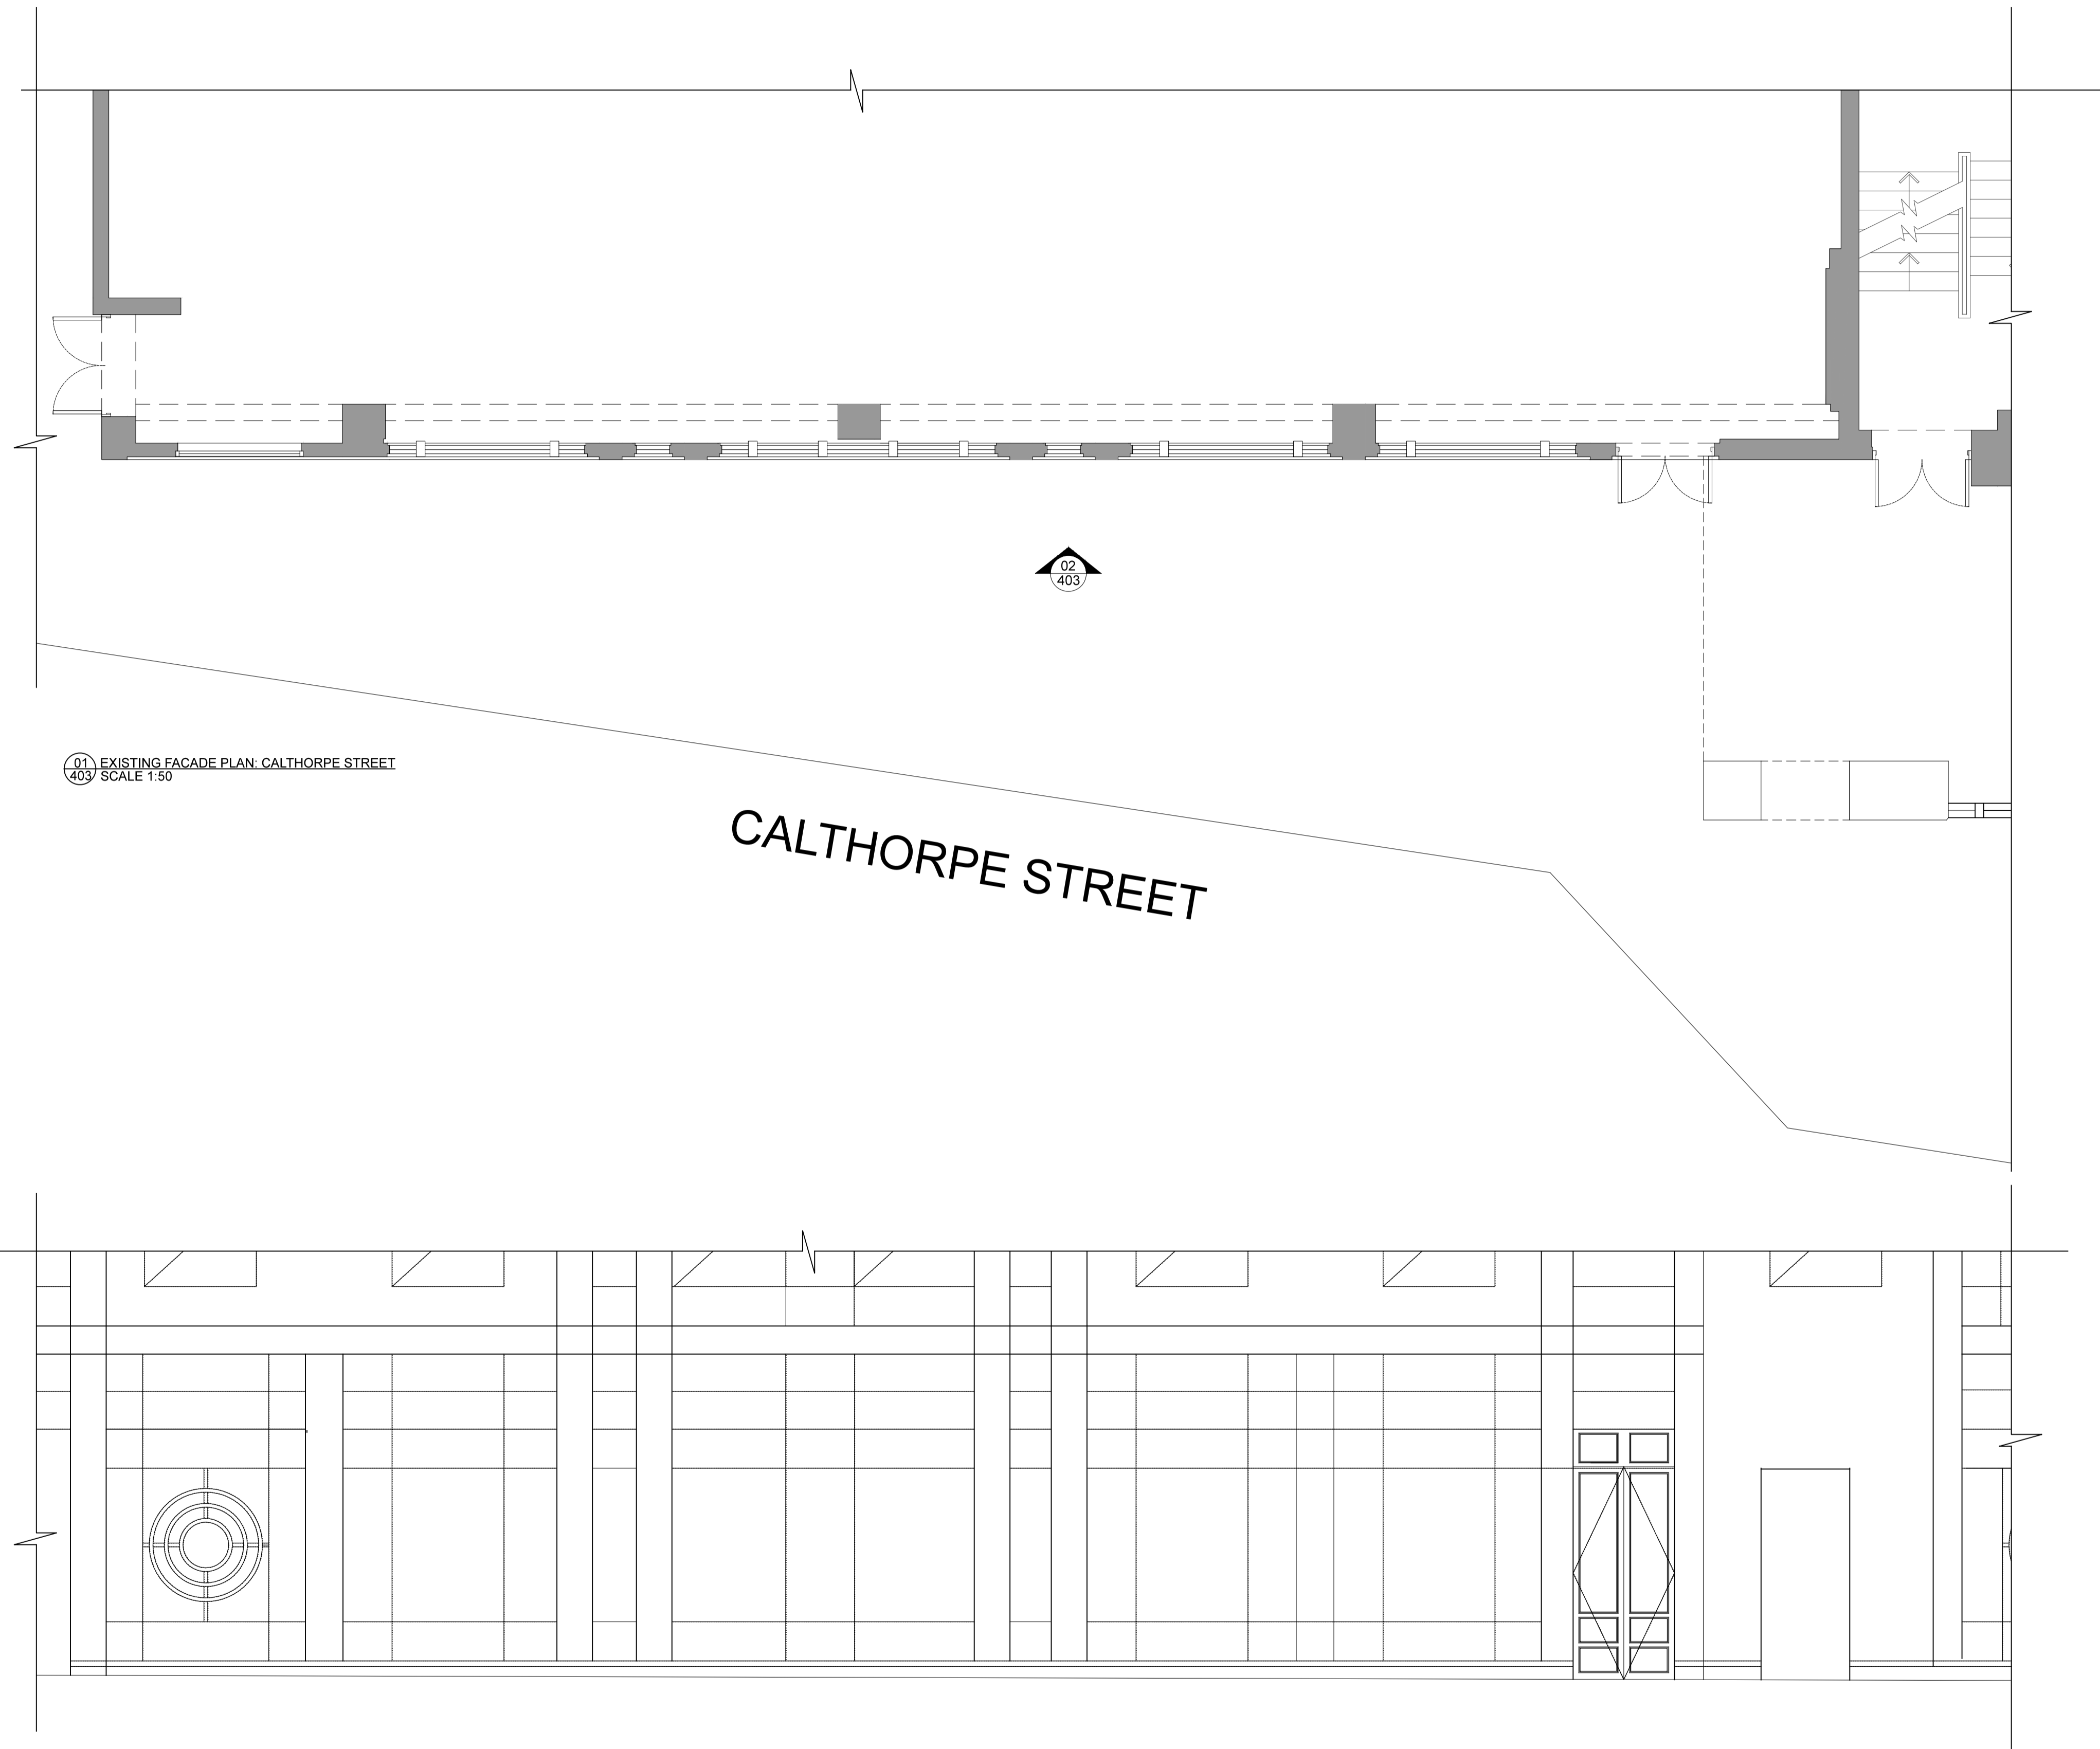 02
403
01
403
EXISTING FACADE PLAN: CALTHORPE STREET
SCALE 1:50
CALTHORPE STREET